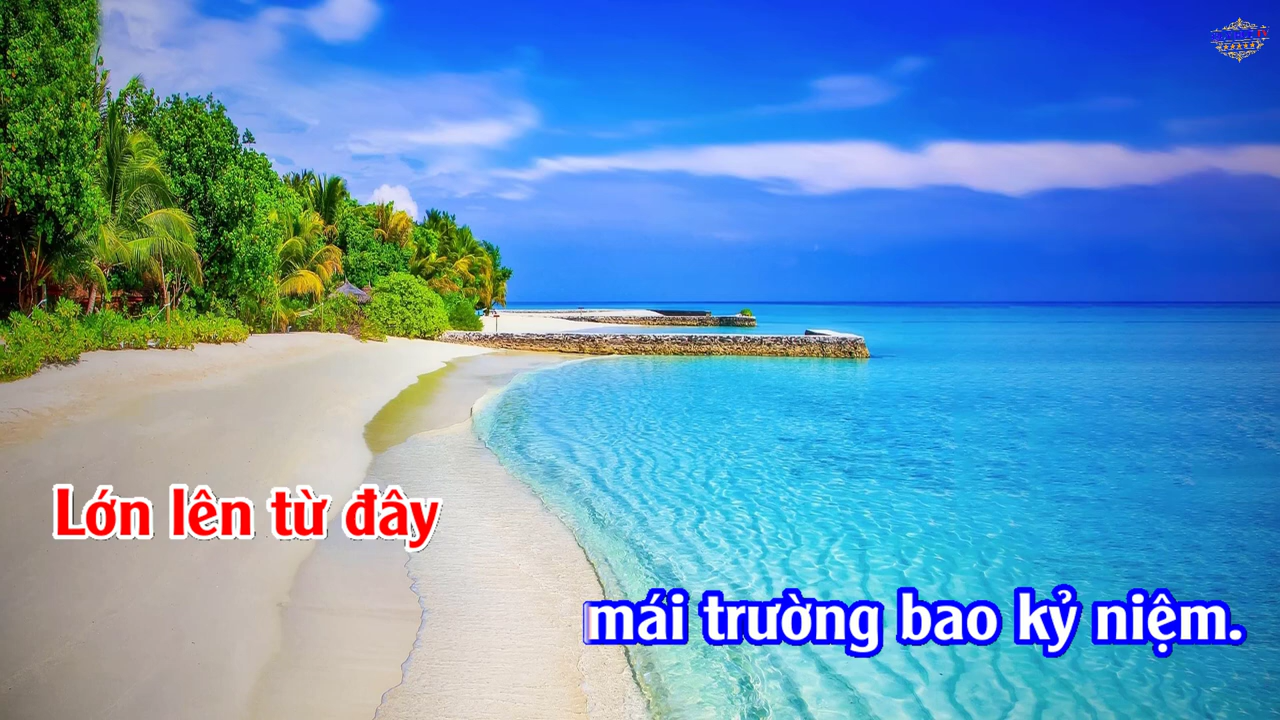 Lớn lên từ đây
mái trường bao kỷ niệm.